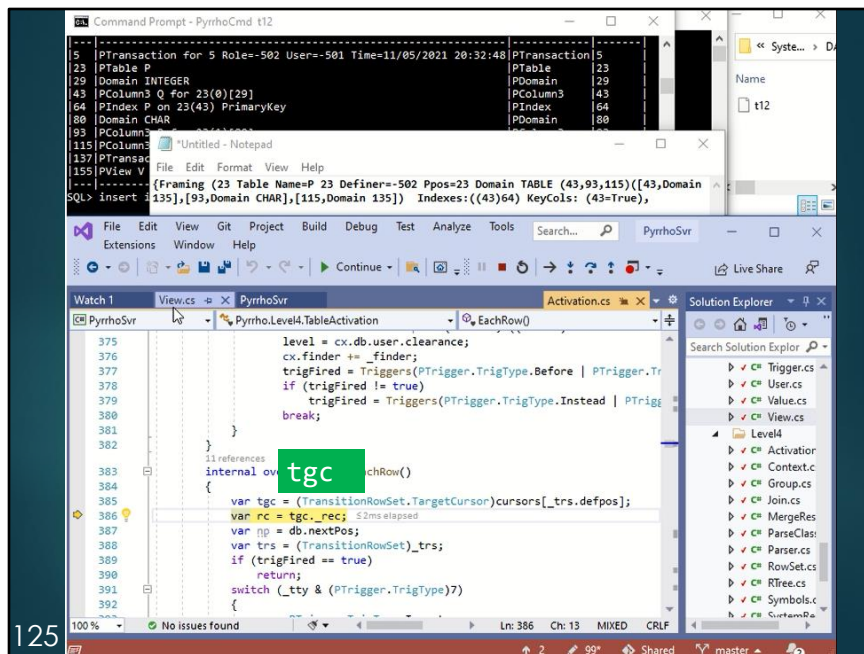 Command Prompt - PyrrhoCmd t12
|---|----------------------------------------------------------|------------|-------|
|5 |PTransaction for 5 Role=-502 User=-501 Time=11/05/2021 20:32:48|PTransaction|5 |
|23 |PTable P |PTable |23 |
|29 |Domain INTEGER |PDomain |29 |
|43 |PColumn3 Q for 23(0)[29] |PColumn3 |43 |
|64 |PIndex P on 23(43) PrimaryKey |PIndex |64 |
|80 |Domain CHAR |PDomain |80 |
|93 |PColumn3
|115|PColumn
|137|PTransac
|155|PView V
|---|-------
SQL> insert i
« Syste... > DA
Name
t12
*Untitled - Notepad
File Edit Format View Help
{Framing (23 Table Name=P 23 Definer=-502 Ppos=23 Domain TABLE (43,93,115)([43,Domain
135],[93,Domain CHAR],[115,Domain 135]) Indexes:((43)64) KeyCols: (43=True),
File Edit View Git Project Build Debug Test Analyze Tools
Extensions Window Help
Search...
PyrrhoSvr
Continue
Live Share
Watch 1 View.cs PyrrhoSvr Activation.cs
PyrrhoSvr Pyrrho.Level4.TableActivation EachRow()
375 level = cx.db.user.clearance;
376 cx.finder += _finder;
377 trigFired = Triggers(PTrigger.TrigType.Before | PTrigger.Tr
378 if (trigFired != true)
379 trigFired = Triggers(PTrigger.TrigType.Instead | PTrigg
380 break;
381 }
382 }
11 references
383 internal ov tgc achRow()
384 {
385 var tgc = (TransitionRowSet.TargetCursor)cursors[_trs.defpos];
386 var rc = tgc._rec; ≤2ms elapsed
387 var np = db.nextPos;
388 var trs = (TransitionRowSet)_trs;
389 if (trigFired == true)
390 return;
391 switch (_tty & (PTrigger.TrigType)7)
392 {
100 % No issues found Ln: 386 Ch: 13 MIXED CRLF
Solution Explorer
Search Solution Explor
C# Trigger.cs
C# User.cs
C# Value.cs
C# View.cs
Level4
C# Activation
C# Context.c
C# Group.cs
C# Join.cs
C# MergeRes
C# ParseClas
C# Parser.cs
C# RowSet.cs
C# RTree.cs
C# Symbols.c
C# SystemRe
2 99+ Shared master
125